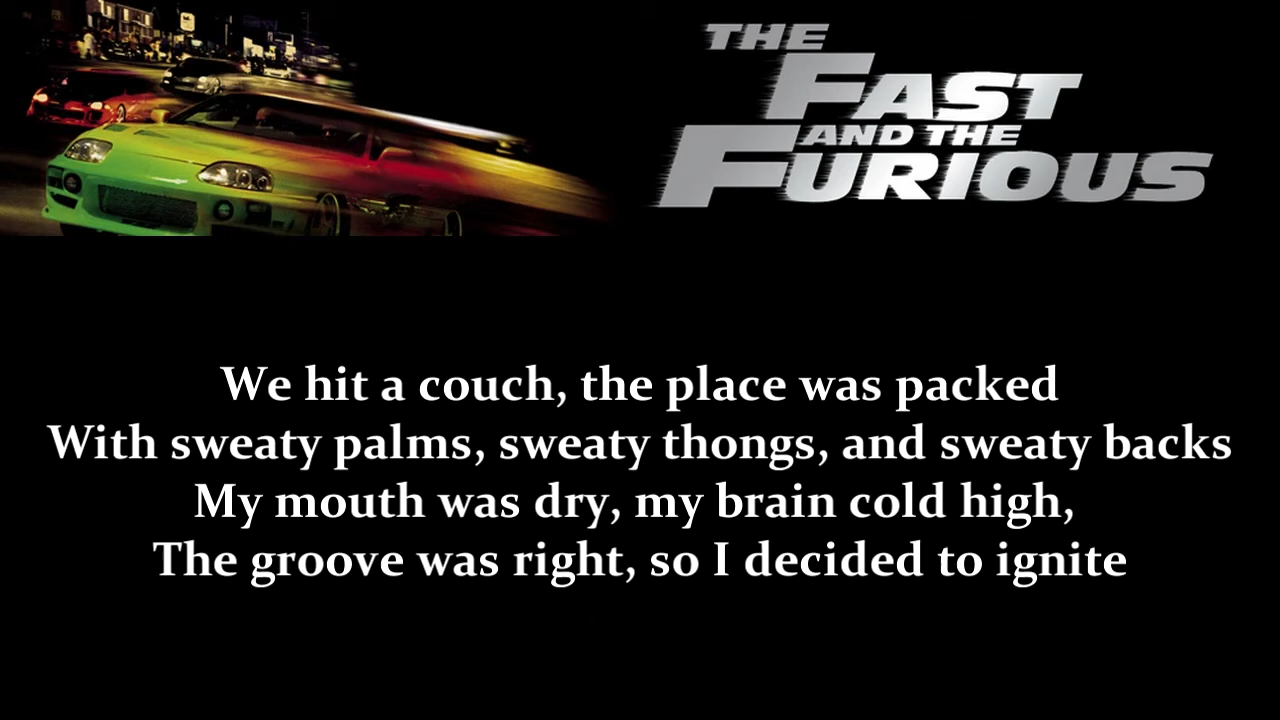 THE
FAST
AND THE
FURIOUS
We hit a couch, the place was packed
With sweaty palms, sweaty thongs, and sweaty backs
My mouth was dry, my brain cold high,
The groove was right, so I decided to ignite